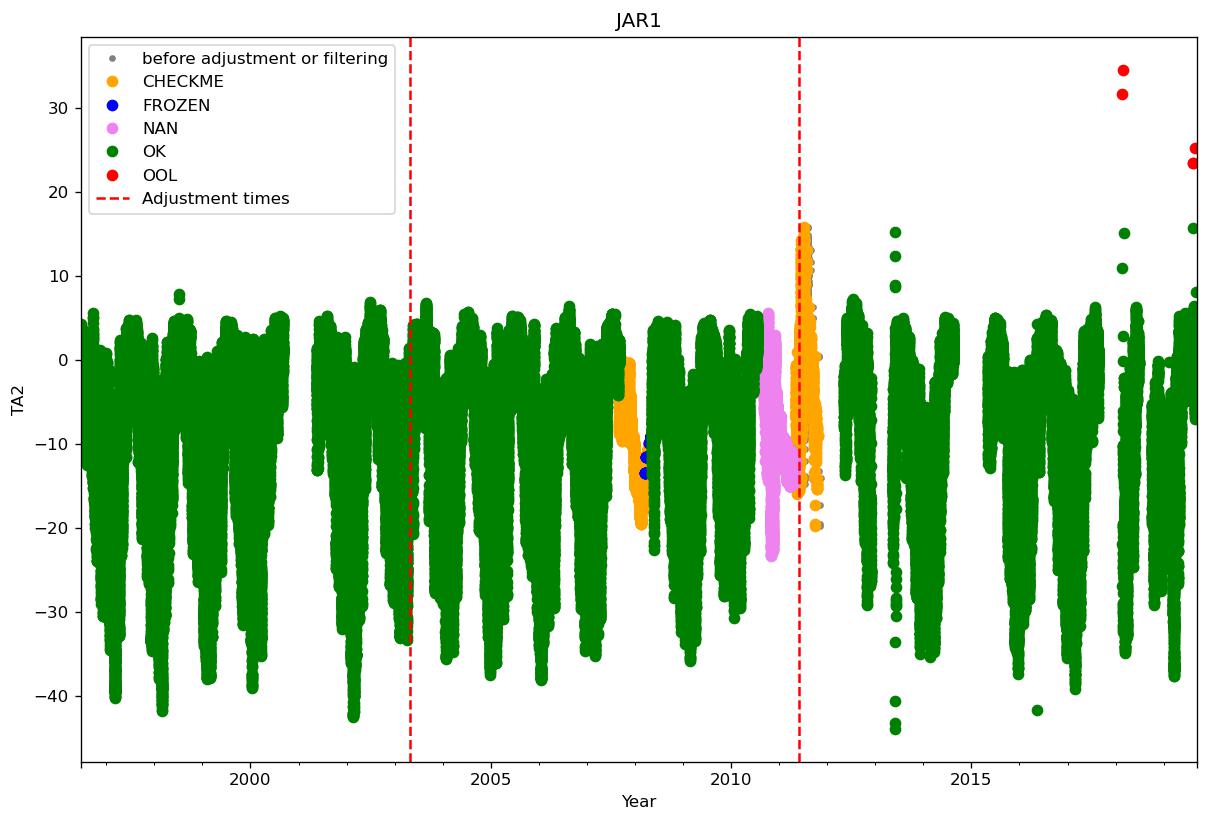 JAR1
before adjustment or filtering
CHECKME
FROZEN
NAN
OK
OOL
Adjustment times
30
20
10
0
−10
−20
−30
−40
TA2
2000 2005 2010 2015
Year